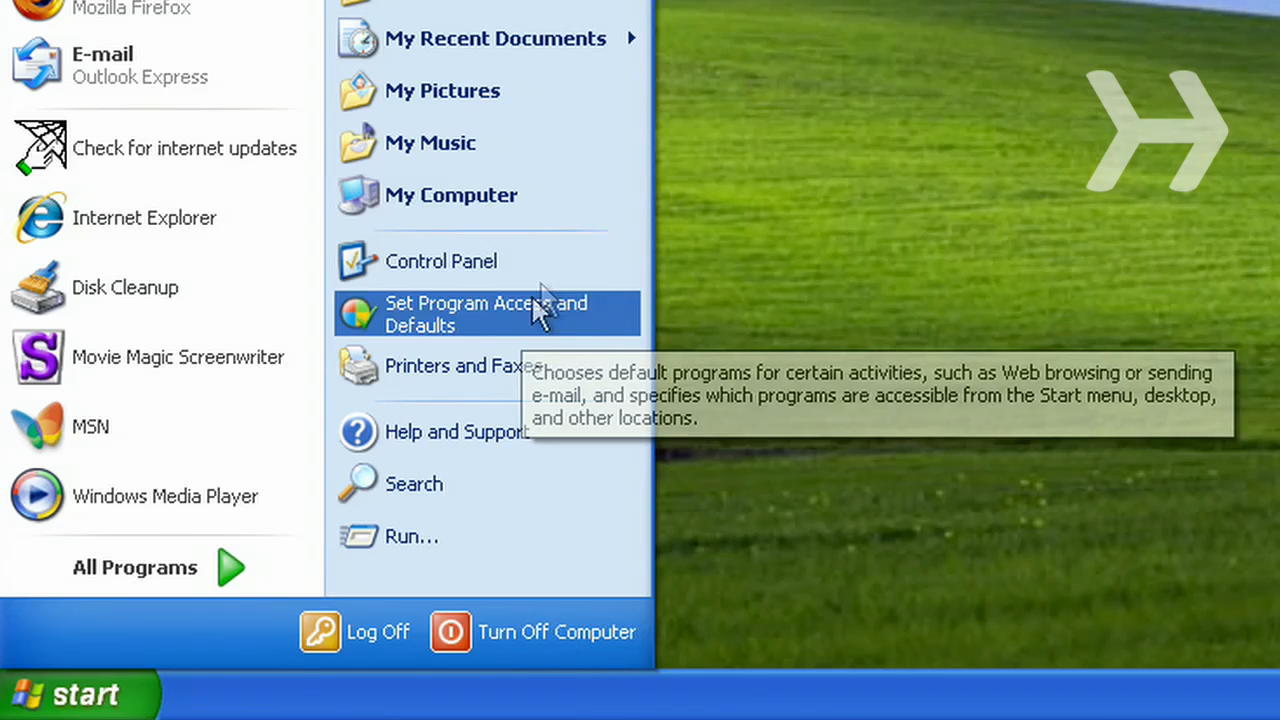 Mozilla Firefox
E-mail
Outlook Express
Check for internet updates
Internet Explorer
Disk Cleanup
Movie Magic Screenwriter
MSN
Windows Media Player
All Programs
My Recent Documents
My Pictures
My Music
My Computer
Control Panel
Set Program Access and
Defaults
Printers and Faxes
Chooses default programs for certain activities, such as Web browsing or sending
e-mail, and specifies which programs are accessible from the Start menu, desktop,
and other locations.
Help and Support
Search
Run...
Log Off
Turn Off Computer
start